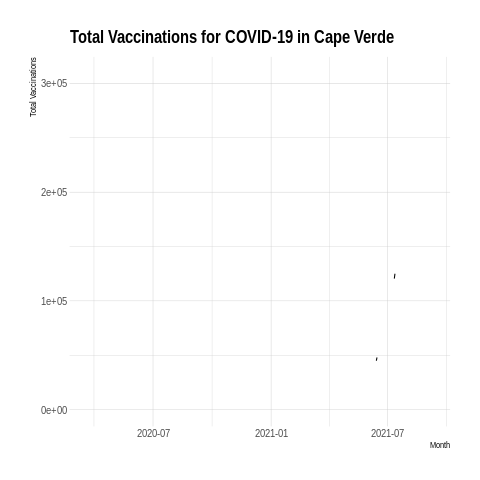 Total Vaccinations for COVID-19 in Cape Verde
Total Vaccinations
3e+05
2e+05
1e+05
0e+00
2020-07
2021-01
2021-07
Month